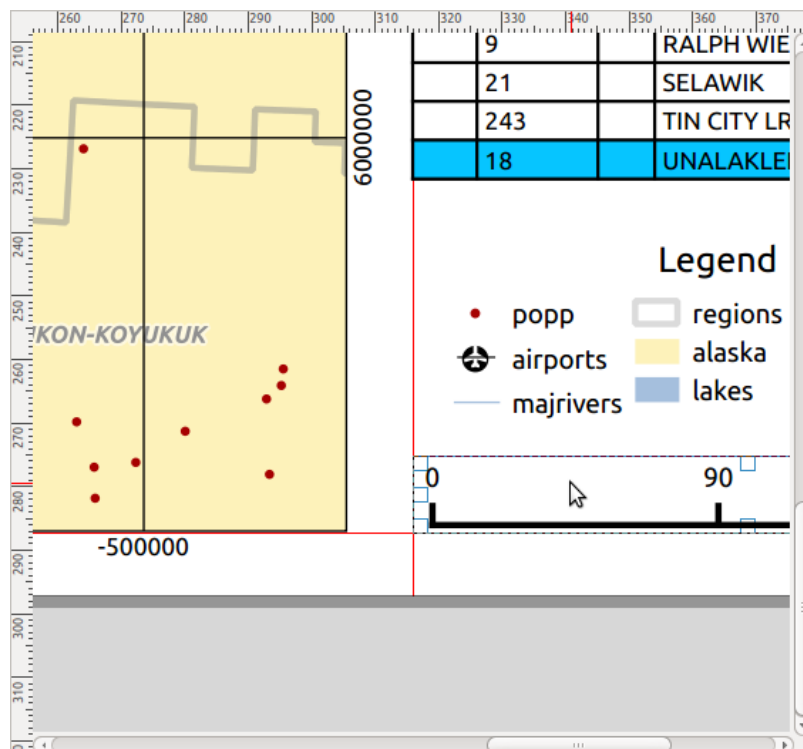 260 270 280 290 300 310 320 330 340 350 360 370
210
220
230
240
250
260
270
280
290
300
310
9 RALPH WIE
21 SELAWIK
243 TIN CITY LR
18 UNALAKLE
6000000
KON-KOYUKUK
-500000
Legend
popp
airports
majrivers
regions
alaska
lakes
0 90